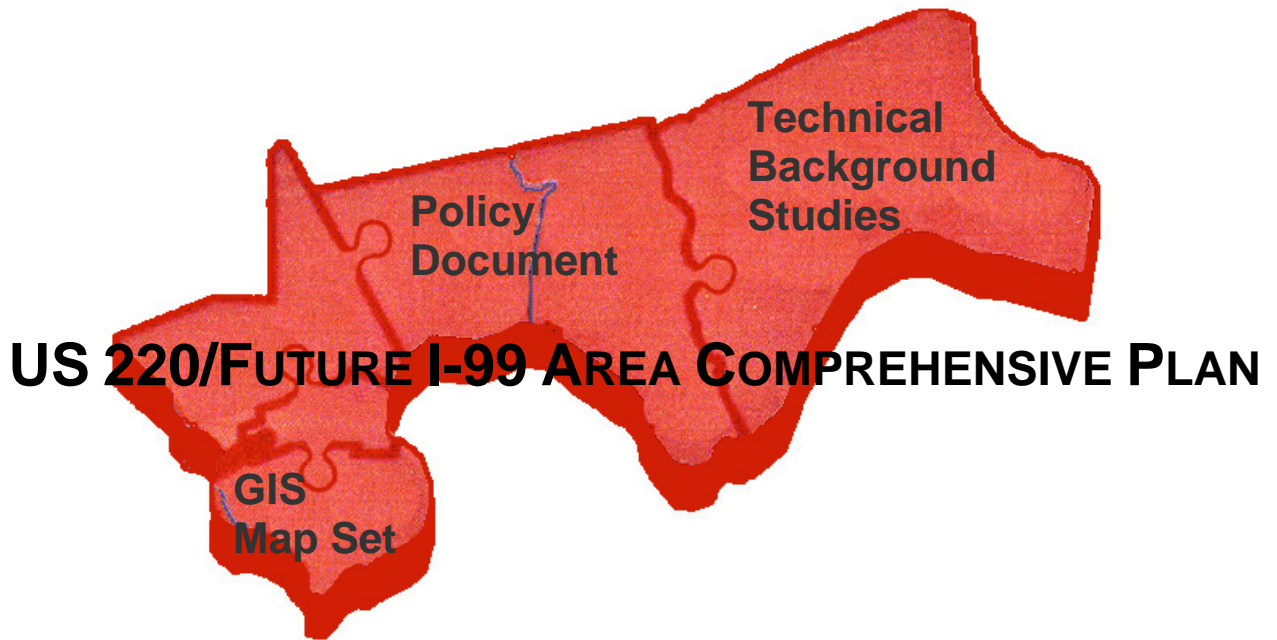 Technical
Background
Studies
Policy
Document
US 220/FUTURE I-99 AREA COMPREHENSIVE PLAN
GIS
Map Set